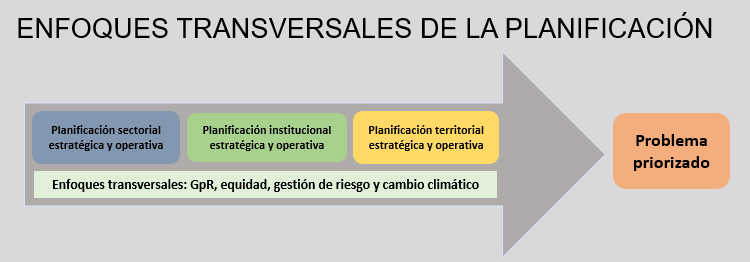 ENFOQUES TRANSVERSALES DE LA PLANIFICACIÓN
Planificación sectorial
estratégica y operativa
Planificación institucional
estratégica y operativa
Planificación territorial
estratégica y operativa
Enfoques transversales: GpR, equidad, gestión de riesgo y cambio climático
Problema
priorizado